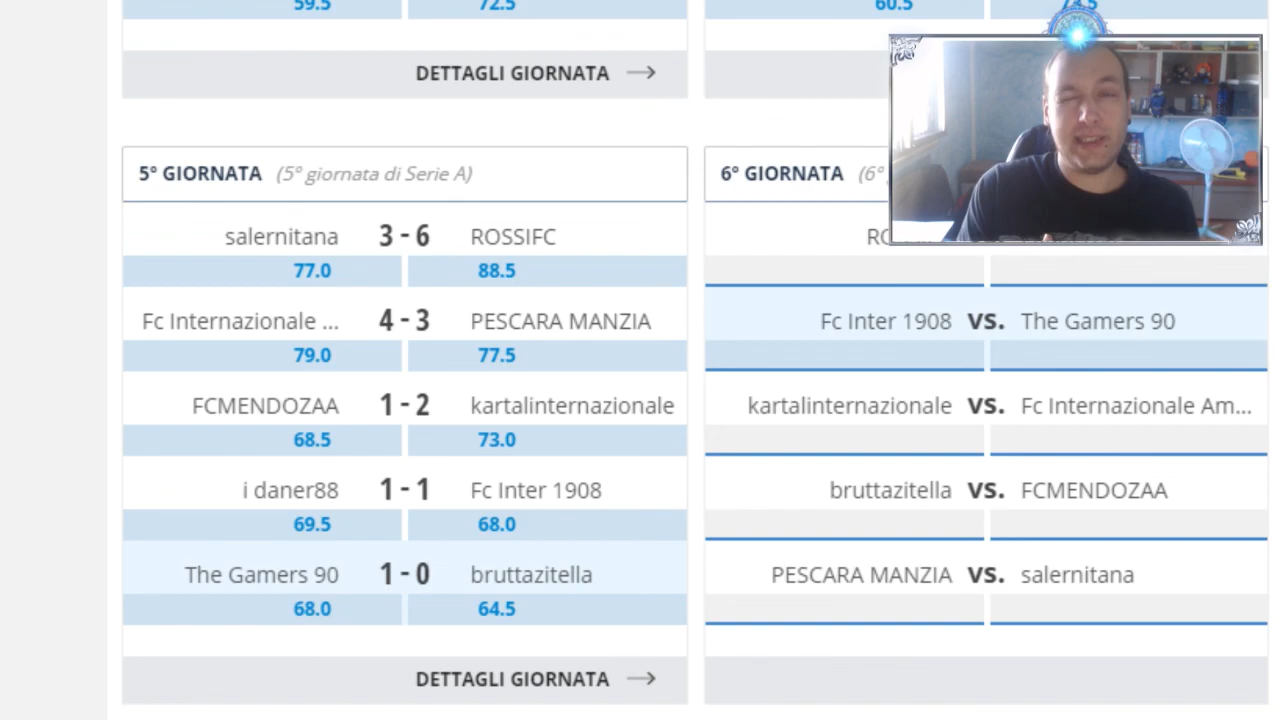 59.5 72.5
DETTAGLI GIORNATA
5° GIORNATA (5° giornata di Serie A)
salernitana 3 - 6 ROSSIFC
77.0 88.5
Fc Internazionale ... 4 - 3 PESCARA MANZIA
79.0 77.5
FCMENDOZAA 1 - 2 kartalinternazionale
68.5 73.0
i daner88 1 - 1 Fc Inter 1908
69.5 68.0
The Gamers 90 1 - 0 bruttazitella
68.0 64.5
DETTAGLI GIORNATA
60.5 73.5
6° GIORNATA (6°
Fc Inter 1908 VS. The Gamers 90
kartalinternazionale VS. Fc Internazionale Am...
bruttazitella VS. FCMENDOZAA
PESCARA MANZIA VS. salernitana